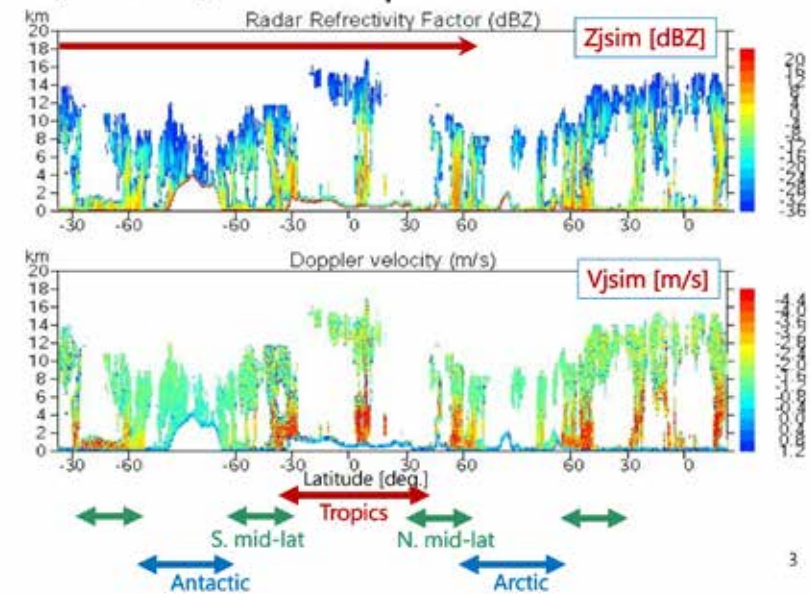 Radar Refrectivity Factor (dBZ)
Zjsim [dBZ]
km
20
18
16
14
12
10
8
6
4
2
0
-30 -60 -60 -30 0 30 60 60 30 0
Doppler velocity (m/s)
Vjsim [m/s]
km
20
18
16
14
12
10
8
6
4
2
0
-30 -60 -60 -30 0 30 60 60 30 0
Latitude [deg.]
Tropics
S. mid-lat N. mid-lat
Antactic Arctic
3